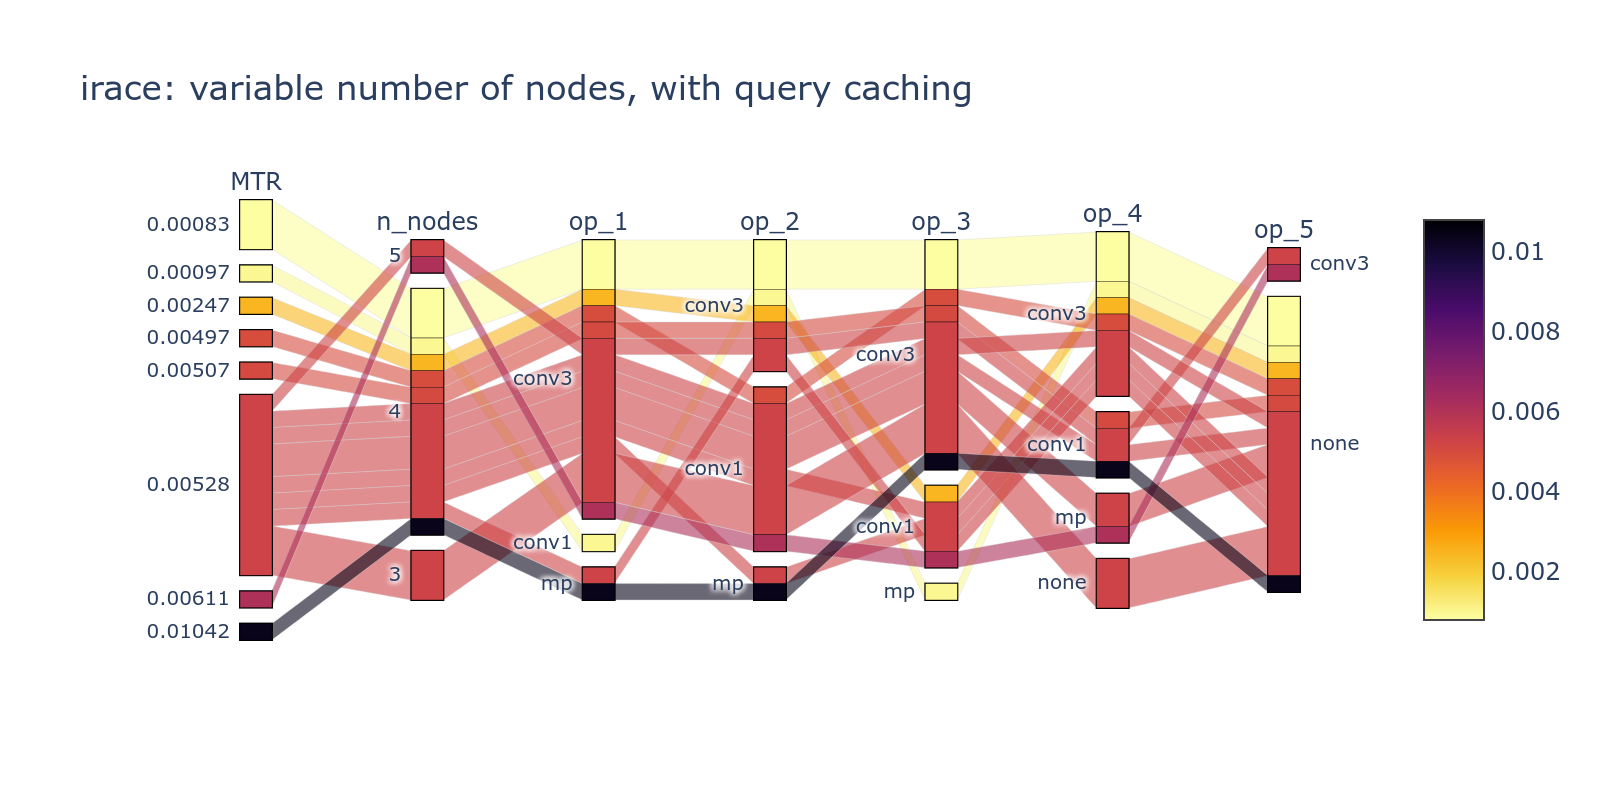 irace: variable number of nodes, with query caching
MTR
0.00083
0.00097
0.00247
0.00497
0.00507
0.00528
0.00611
0.01042
n_nodes
5
4
3
op_1
conv3
conv1
mp
op_2
conv3
conv1
mp
op_3
conv3
conv1
mp
op_4
conv3
conv1
mp
none
op_5
conv3
none
0.01
0.008
0.006
0.004
0.002